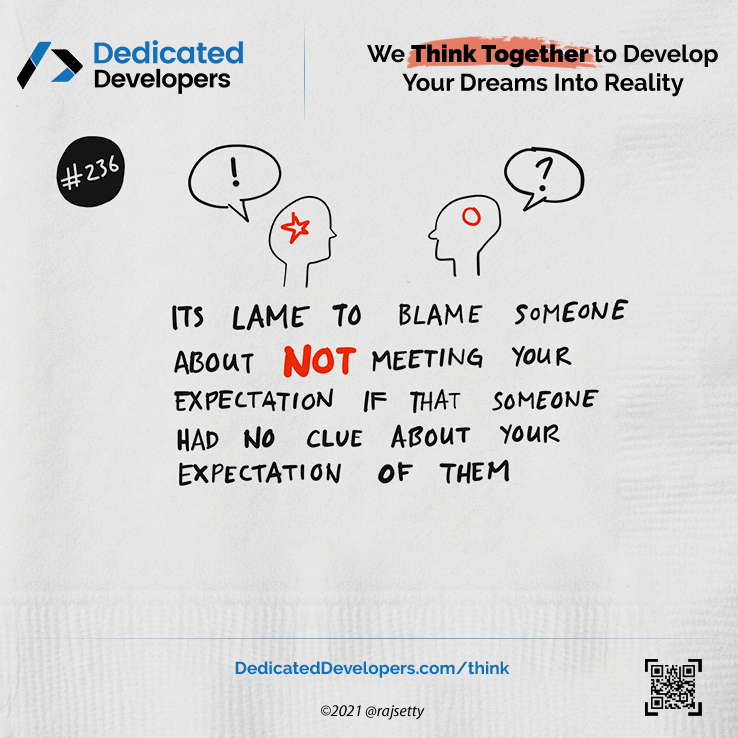 Dedicated
Developers
We Think Together to Develop
Your Dreams Into Reality
#236
!
?
ITS LAME TO BLAME SOMEONE
ABOUT NOT MEETING YOUR
EXPECTATION IF THAT SOMEONE
HAD NO CLUE ABOUT YOUR
EXPECTATION OF THEM
DedicatedDevelopers.com/think
©2021 @rajsetty